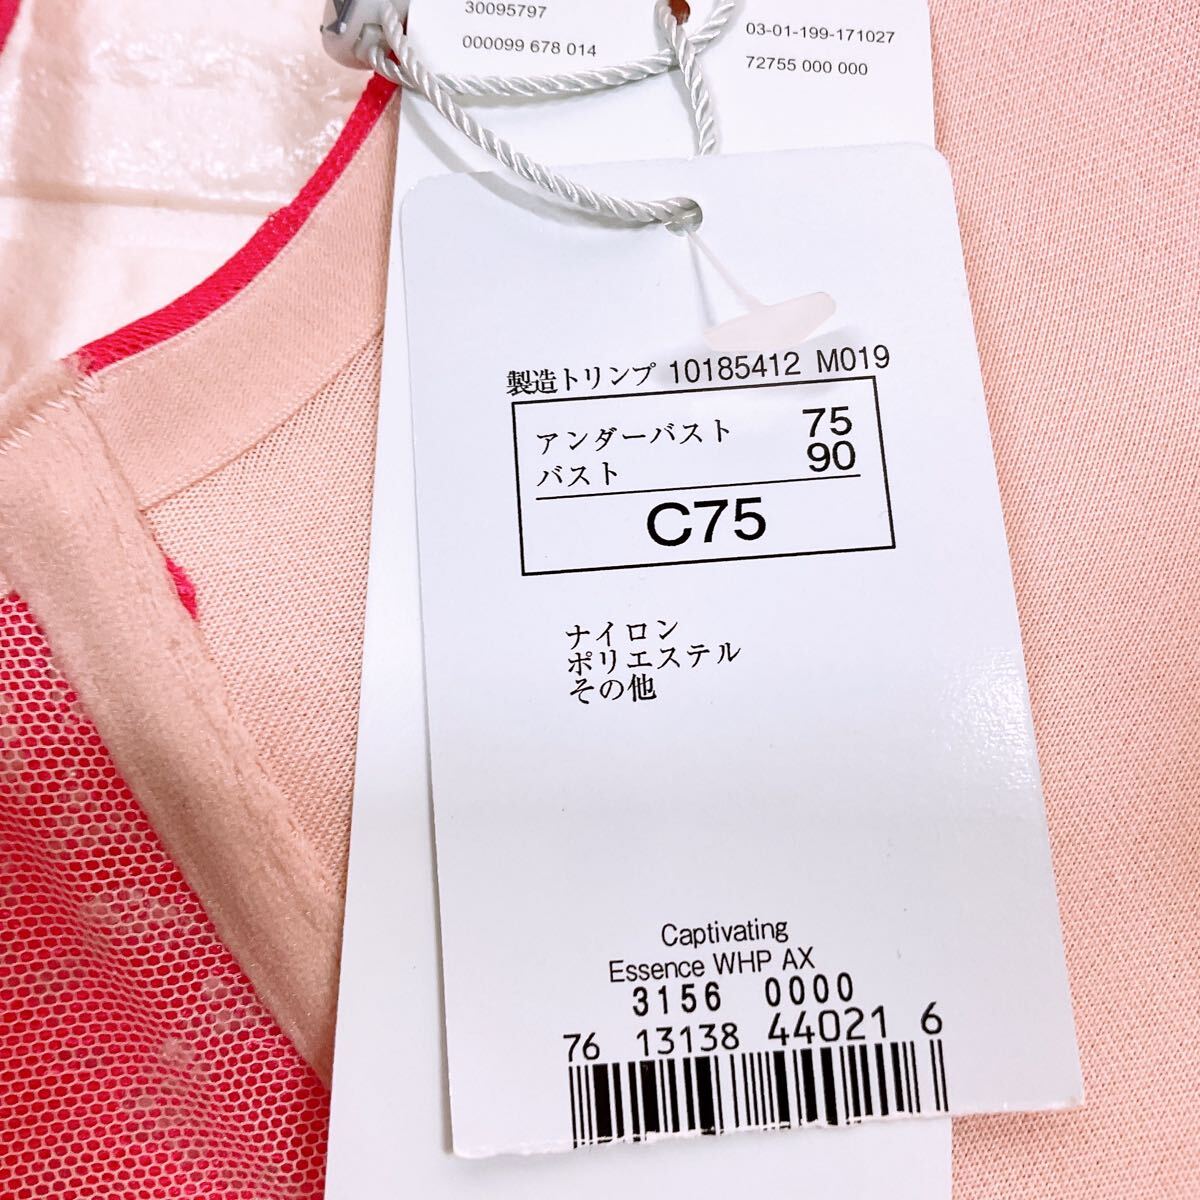 30095797
000099 678 014
03-01-199-171027
72755 000 000
製造トリンプ 10185412 M019
アンダーバスト 75
バスト 90
C75
ナイロン
ポリエステル
その他
Captivating
Essence WHP AX
3156 0000
76 13138 44021 6